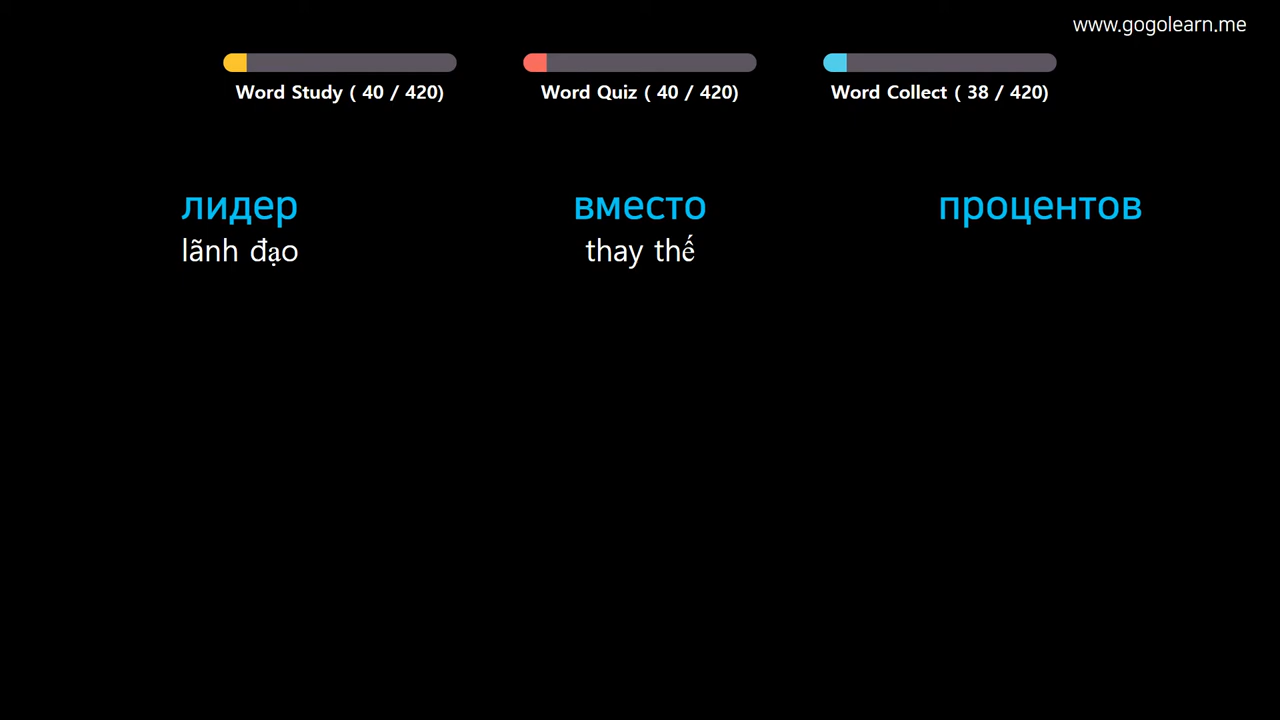 www.gogolearn.me
Word Study ( 40 / 420)
Word Quiz ( 40 / 420)
Word Collect ( 38 / 420)
лидер
lãnh đạo
вместо
thay thế
процентов